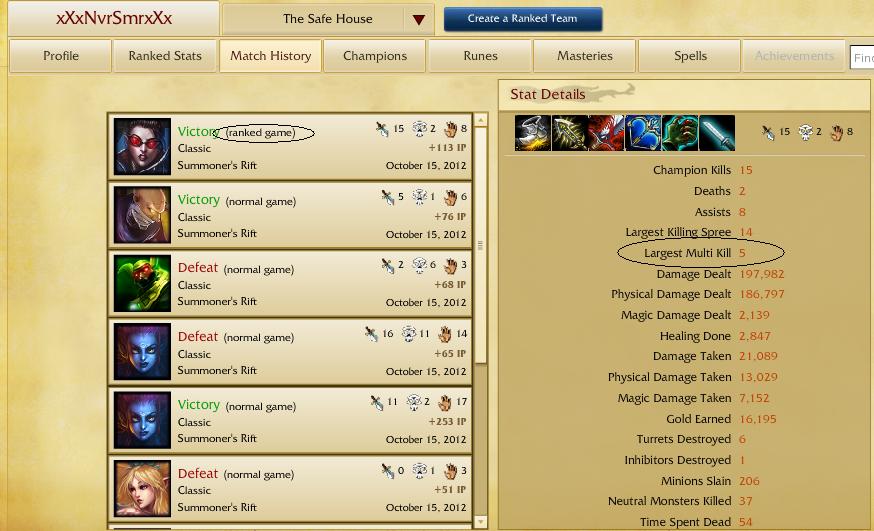 xXxNvrSmrxXx
The Safe House
Create a Ranked Team
Profile Ranked Stats Match History Champions Runes Masteries Spells Achievements Find
Victory (ranked game) 15 2 8
Classic +113 IP
Summoner's Rift October 15, 2012
Victory (normal game) 5 1 6
Classic +76 IP
Summoner's Rift October 15, 2012
Defeat (normal game) 2 6 3
Classic +68 IP
Summoner's Rift October 15, 2012
Defeat (normal game) 16 11 14
Classic +65 IP
Summoner's Rift October 15, 2012
Victory (normal game) 11 2 17
Classic +253 IP
Summoner's Rift October 15, 2012
Defeat (normal game) 0 1 3
Classic +51 IP
Summoner's Rift October 15, 2012
Stat Details
15 2 8
Champion Kills 15
Deaths 2
Assists 8
Largest Killing Spree 14
Largest Multi Kill 5
Damage Dealt 197,982
Physical Damage Dealt 186,797
Magic Damage Dealt 2,139
Healing Done 2,847
Damage Taken 21,089
Physical Damage Taken 13,029
Magic Damage Taken 7,152
Gold Earned 16,195
Turrets Destroyed 6
Inhibitors Destroyed 1
Minions Slain 206
Neutral Monsters Killed 37
Time Spent Dead 54